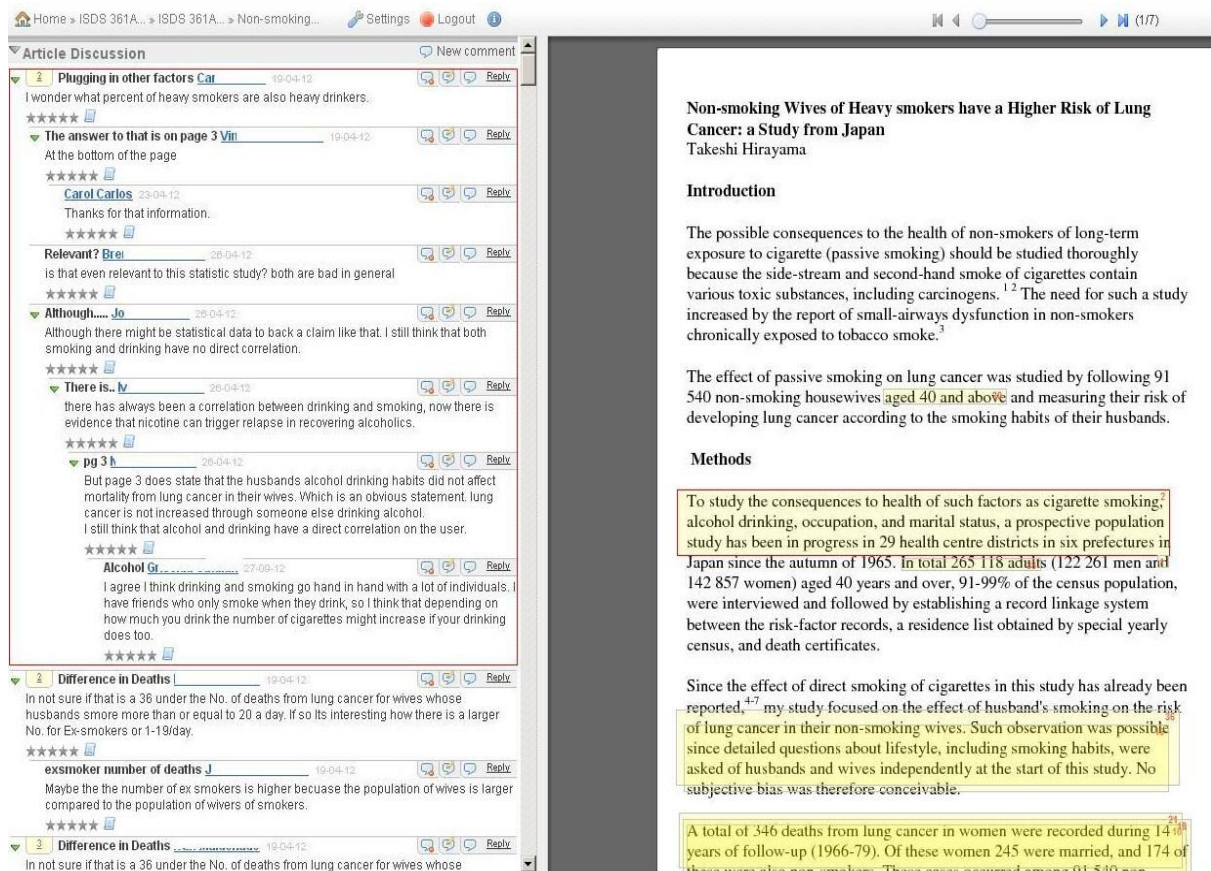 Home » ISDS 361A... » ISDS 361A... » Non-smoking... Settings Logout
(1/7)
Article Discussion New comment
2 Plugging in other factors Car 19-04-12 Reply
I wonder what percent of heavy smokers are also heavy drinkers.
The answer to that is on page 3 Vin 19-04-12 Reply
At the bottom of the page
Carol Carlos 23-04-12 Reply
Thanks for that information.
Relevant? Bre 26-04-12 Reply
is that even relevant to this statistic study? both are bad in general
Although..... Jo 26-04-12 Reply
Although there might be statistical data to back a claim like that. I still think that both
smoking and drinking have no direct correlation.
There is.. 26-04-12 Reply
there has always been a correlation between drinking and smoking, now there is
evidence that nicotine can trigger relapse in recovering alcoholics.
pg 3 26-04-12 Reply
But page 3 does state that the husbands alcohol drinking habits did not affect
mortality from lung cancer in their wives. Which is an obvious statement. lung
cancer is not increased through someone else drinking alcohol.
I still think that alcohol and drinking have a direct correlation on the user.
Alcohol 27-09-12 Reply
I agree I think drinking and smoking go hand in hand with a lot of individuals. I
have friends who only smoke when they drink, so I think that depending on
how much you drink the number of cigarettes might increase if your drinking
does too.
2 Difference in Deaths 19-04-12 Reply
In not sure if that is a 36 under the No. of deaths from lung cancer for wives whose
husbands smore more than or equal to 20 a day. If so Its interesting how there is a larger
No. for Ex-smokers or 1-19/day.
exsmoker number of deaths J 19-04-12 Reply
Maybe the the number of ex smokers is higher becuase the population of wives is larger
compared to the population of wivers of smokers.
3 Difference in Deaths 19-04-12 Reply
In not sure if that is a 36 under the No. of deaths from lung cancer for wives whose
Non-smoking Wives of Heavy smokers have a Higher Risk of Lung
Cancer: a Study from Japan
Takeshi Hirayama
Introduction
The possible consequences to the health of non-smokers of long-term
exposure to cigarette (passive smoking) should be studied thoroughly
because the side-stream and second-hand smoke of cigarettes contain
various toxic substances, including carcinogens. 1 2 The need for such a study
increased by the report of small-airways dysfunction in non-smokers
chronically exposed to tobacco smoke.3
The effect of passive smoking on lung cancer was studied by following 91
540 non-smoking housewives aged 40 and above and measuring their risk of
developing lung cancer according to the smoking habits of their husbands.
Methods
To study the consequences to health of such factors as cigarette smoking, 2
alcohol drinking, occupation, and marital status, a prospective population
study has been in progress in 29 health centre districts in six prefectures in
Japan since the autumn of 1965. In total 265 118 adults (122 261 men and
142 857 women) aged 40 years and over, 91-99% of the census population,
were interviewed and followed by establishing a record linkage system
between the risk-factor records, a residence list obtained by special yearly
census, and death certificates.
Since the effect of direct smoking of cigarettes in this study has already been
reported,4-7 my study focused on the effect of husband's smoking on the risk
36
of lung cancer in their non-smoking wives. Such observation was possible
since detailed questions about lifestyle, including smoking habits, were
asked of husbands and wives independently at the start of this study. No
subjective bias was therefore conceivable.
A total of 346 deaths from lung cancer in women were recorded during 14
years of follow-up (1966-79). Of these women 245 were married, and 174 of
these were also non-smokers. These cases occurred among 91 540 non-